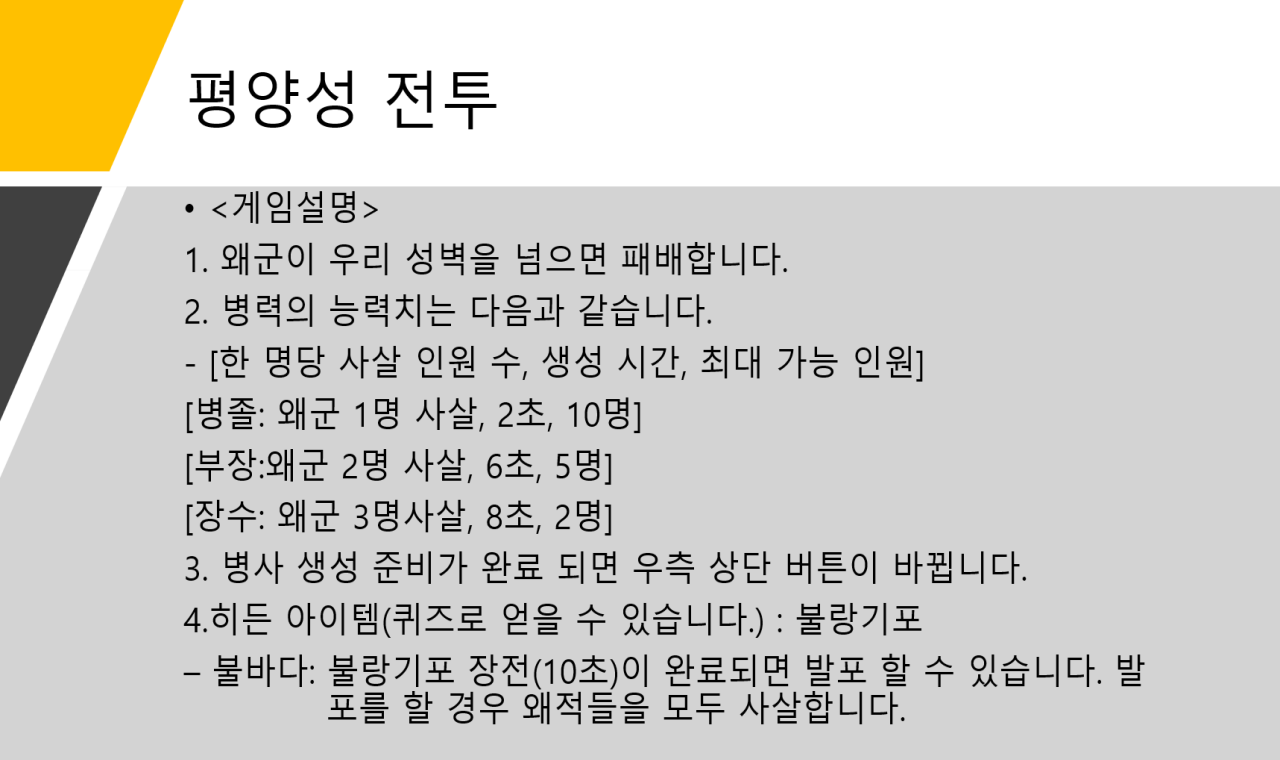 평양성 전투
• <게임설명>
1. 왜군이 우리 성벽을 넘으면 패배합니다.
2. 병력의 능력치는 다음과 같습니다.
- [한 명당 사살 인원 수, 생성 시간, 최대 가능 인원]
[병졸: 왜군 1명 사살, 2초, 10명]
[부장:왜군 2명 사살, 6초, 5명]
[장수: 왜군 3명사살, 8초, 2명]
3. 병사 생성 준비가 완료 되면 우측 상단 버튼이 바뀝니다.
4.히든 아이템(퀴즈로 얻을 수 있습니다.) : 불랑기포
– 불바다: 불랑기포 장전(10초)이 완료되면 발포 할 수 있습니다. 발
포를 할 경우 왜적들을 모두 사살합니다.